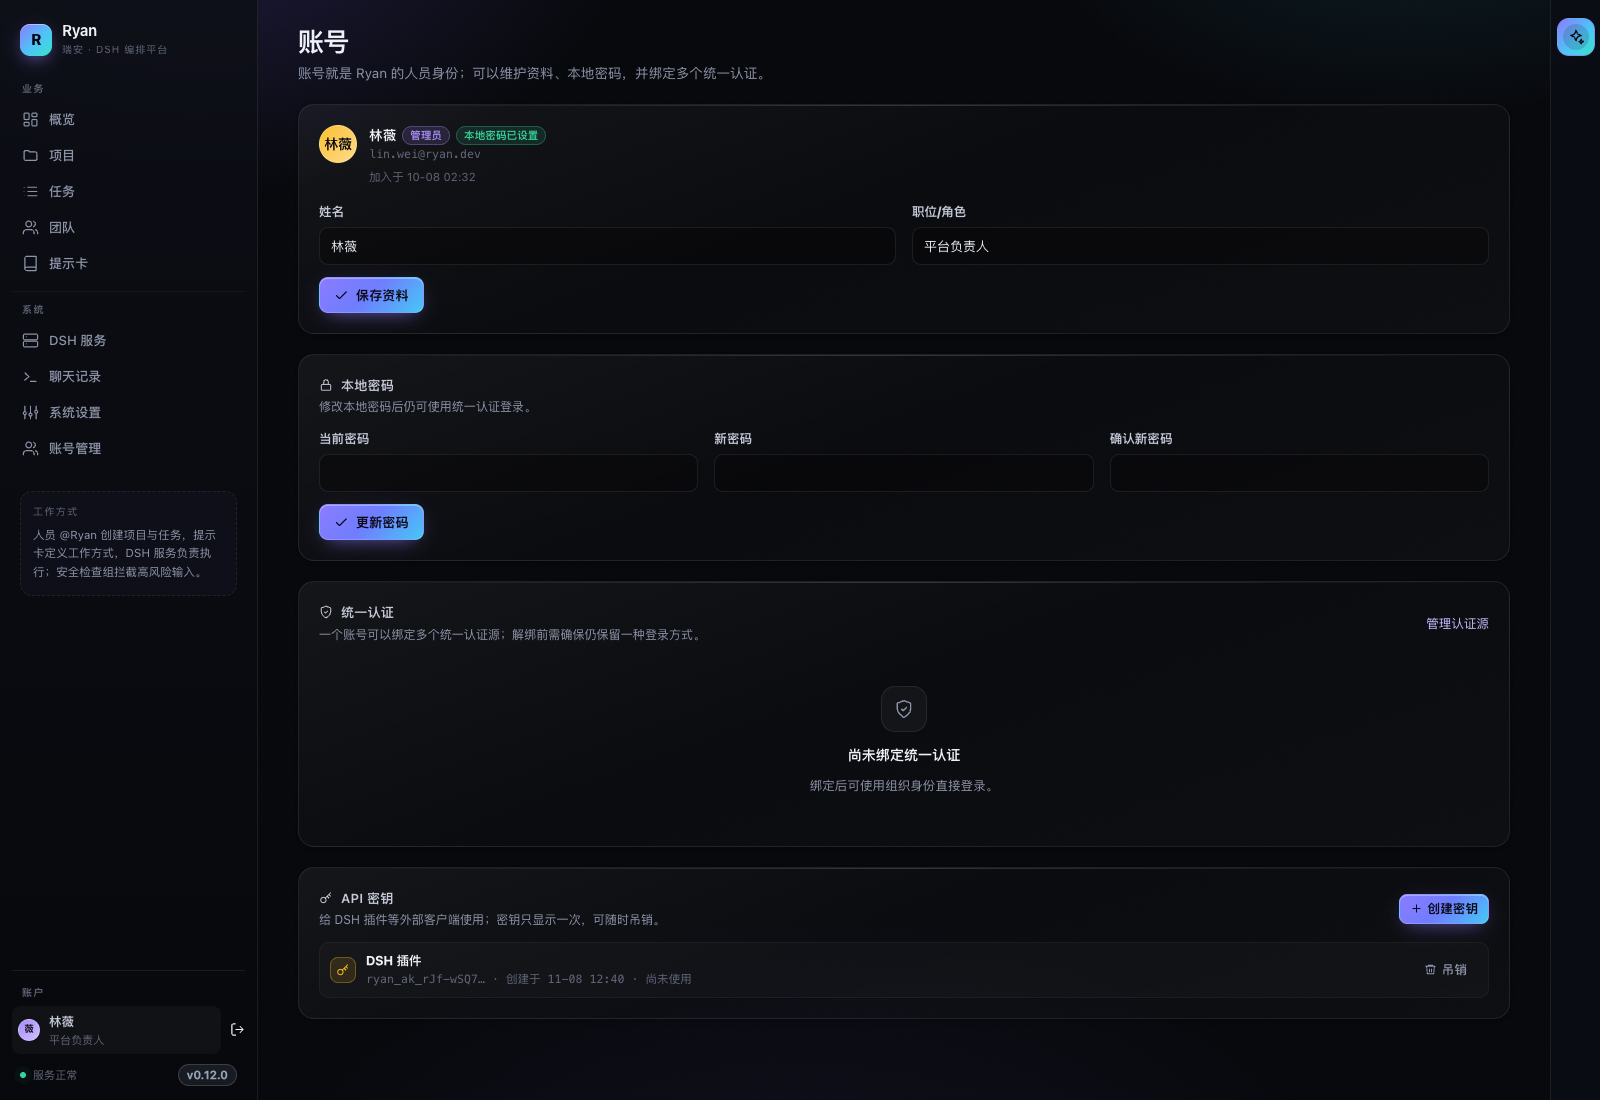 R
Ryan
瑞安 · DSH 编排平台
业务
概览
项目
任务
团队
提示卡
系统
DSH 服务
聊天记录
系统设置
账号管理
工作方式
人员 @Ryan 创建项目与任务，提示
卡定义工作方式，DSH 服务负责执
行；安全检查组拦截高风险输入。
账户
薇
林薇
平台负责人
服务正常
v0.12.0
账号
账号就是 Ryan 的人员身份；可以维护资料、本地密码，并绑定多个统一认证。
林薇
林薇 管理员 本地密码已设置
lin.wei@ryan.dev
加入于 10-08 02:32
姓名 职位/角色
林薇 平台负责人
保存资料
本地密码
修改本地密码后仍可使用统一认证登录。
当前密码 新密码 确认新密码
更新密码
统一认证
一个账号可以绑定多个统一认证源；解绑前需确保仍保留一种登录方式。
管理认证源
尚未绑定统一认证
绑定后可使用组织身份直接登录。
API 密钥
给 DSH 插件等外部客户端使用；密钥只显示一次，可随时吊销。
创建密钥
DSH 插件
ryan_ak_rJf-wSQ7… · 创建于 11-08 12:40 · 尚未使用
吊销